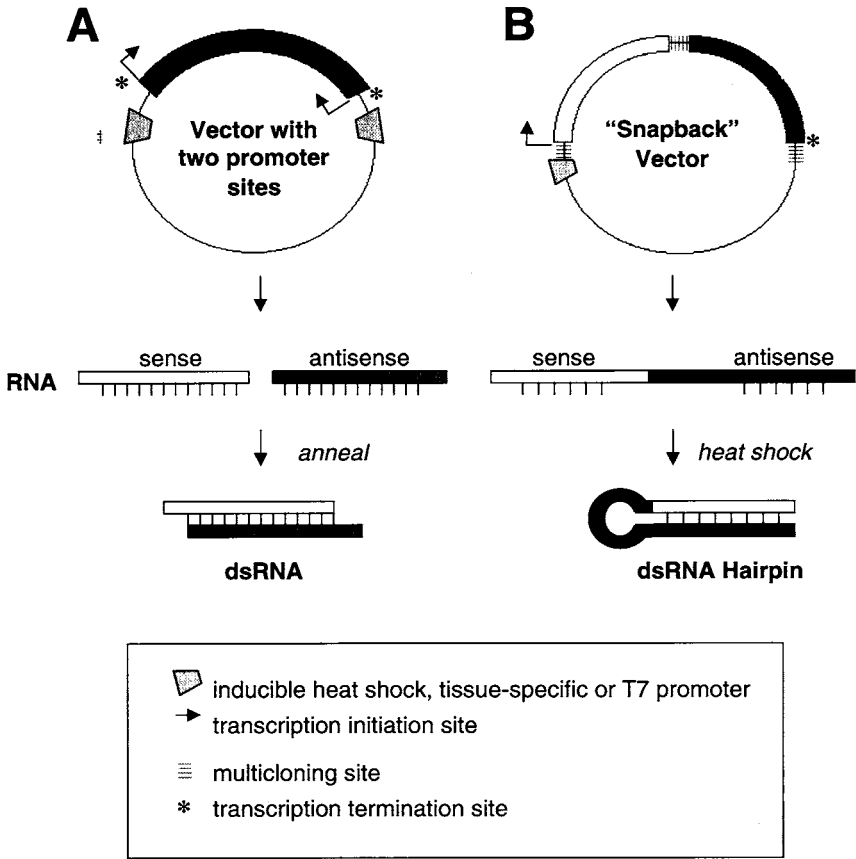 A
Vector with
two promoter
sites
*
*
B
"Snapback"
Vector
*
RNA
sense
antisense
anneal
dsRNA
sense
antisense
heat shock
dsRNA Hairpin
inducible heat shock, tissue-specific or T7 promoter
transcription initiation site
multicloning site
* transcription termination site